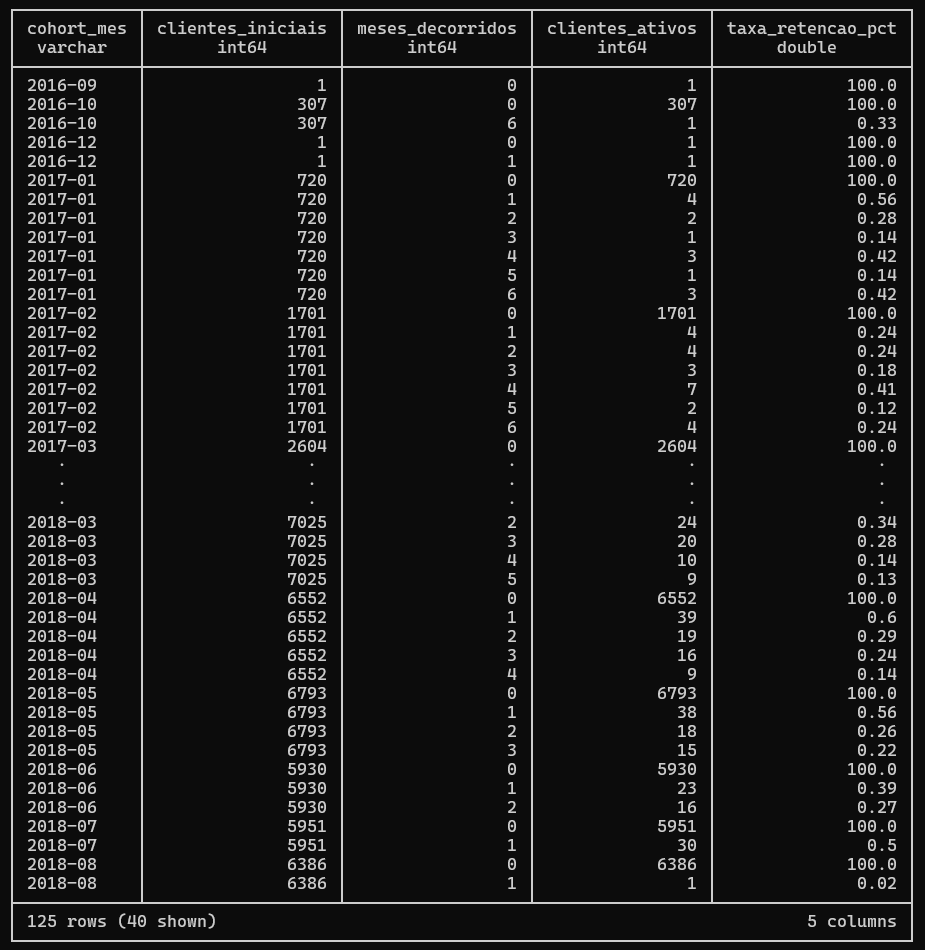 cohort_mes clientes_iniciais meses_decorridos clientes_ativos taxa_retencao_pct
varchar int64 int64 int64 double
2016-09 1 0 1 100.0
2016-10 307 0 307 100.0
2016-10 307 6 1 0.33
2016-12 1 0 1 100.0
2016-12 1 1 1 100.0
2017-01 720 0 720 100.0
2017-01 720 1 4 0.56
2017-01 720 2 2 0.28
2017-01 720 3 1 0.14
2017-01 720 4 3 0.42
2017-01 720 5 1 0.14
2017-01 720 6 3 0.42
2017-02 1701 0 1701 100.0
2017-02 1701 1 4 0.24
2017-02 1701 2 4 0.24
2017-02 1701 3 3 0.18
2017-02 1701 4 7 0.41
2017-02 1701 5 2 0.12
2017-02 1701 6 4 0.24
2017-03 2604 0 2604 100.0
· · · · ·
· · · · ·
· · · · ·
2018-03 7025 2 24 0.34
2018-03 7025 3 20 0.28
2018-03 7025 4 10 0.14
2018-03 7025 5 9 0.13
2018-04 6552 0 6552 100.0
2018-04 6552 1 39 0.6
2018-04 6552 2 19 0.29
2018-04 6552 3 16 0.24
2018-04 6552 4 9 0.14
2018-05 6793 0 6793 100.0
2018-05 6793 1 38 0.56
2018-05 6793 2 18 0.26
2018-05 6793 3 15 0.22
2018-06 5930 0 5930 100.0
2018-06 5930 1 23 0.39
2018-06 5930 2 16 0.27
2018-07 5951 0 5951 100.0
2018-07 5951 1 30 0.5
2018-08 6386 0 6386 100.0
2018-08 6386 1 1 0.02
125 rows (40 shown) 5 columns